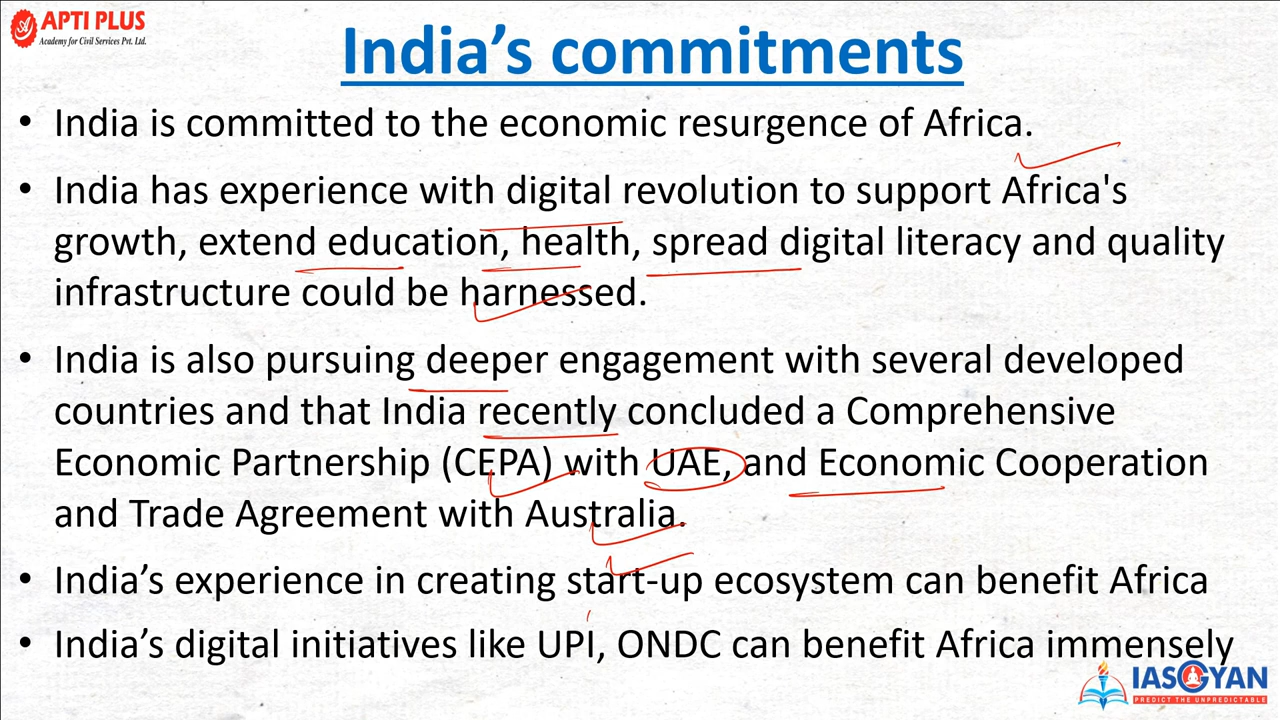 APTI PLUS
Academy for Civil Services Pvt. Ltd.
India's commitments
• India is committed to the economic resurgence of Africa.
• India has experience with digital revolution to support Africa's
growth, extend education, health, spread digital literacy and quality
infrastructure could be harnessed.
• India is also pursuing deeper engagement with several developed
countries and that India recently concluded a Comprehensive
Economic Partnership (CEPA) with UAE, and Economic Cooperation
and Trade Agreement with Australia.
• India's experience in creating start-up ecosystem can benefit Africa
• India's digital initiatives like UPI, ONDC can benefit Africa immensely
IASGYAN
PREDICT THE UNPREDICTABLE